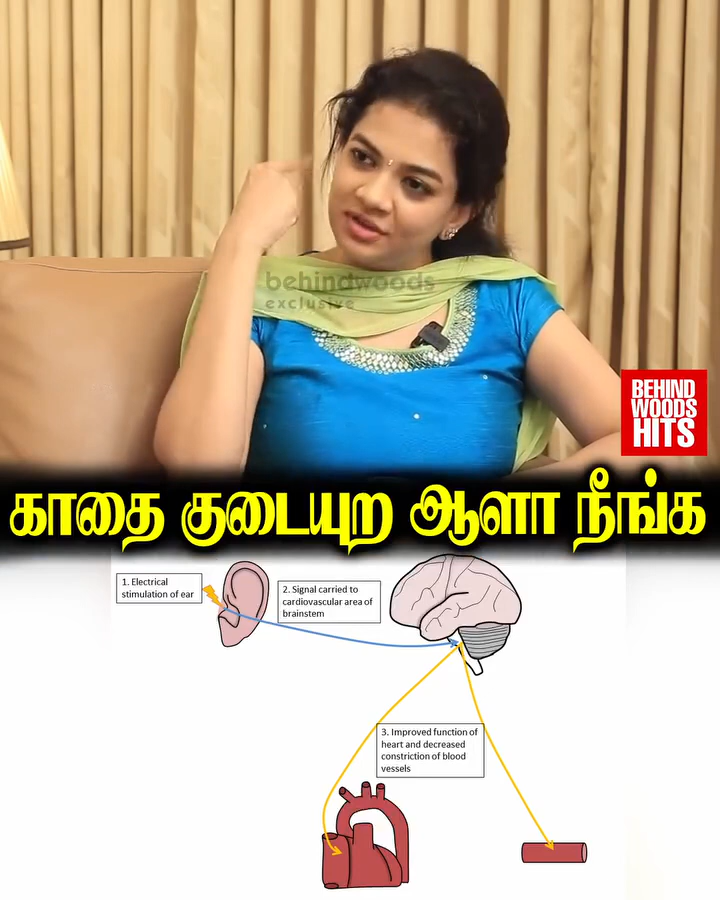 behindwoods
exclusive
BEHIND
WOODS
HITS
காதை குடையுற ஆளா நீங்க
1. Electrical
stimulation of ear
2. Signal carried to
cardiovascular area of
brainstem
3. Improved function of
heart and decreased
constriction of blood
vessels